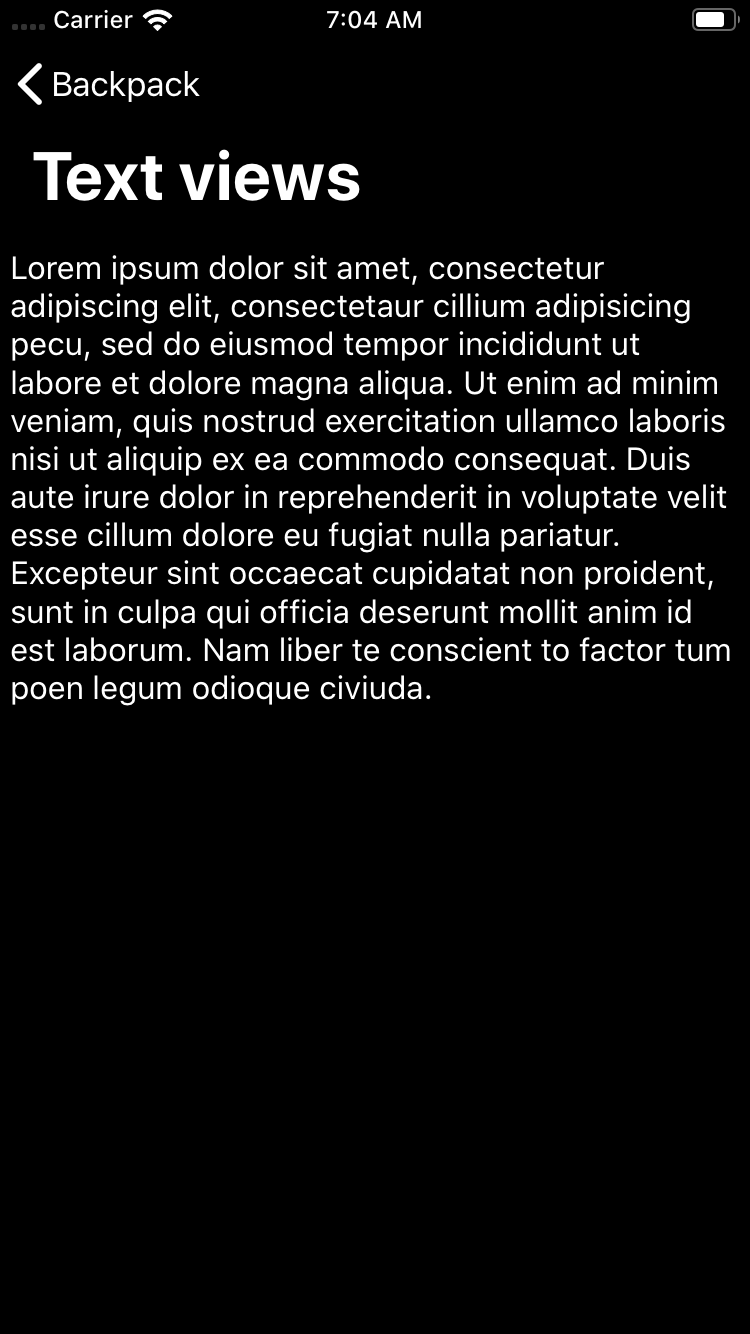 Carrier 7:04 AM
Backpack
Text views
Lorem ipsum dolor sit amet, consectetur
adipiscing elit, consectetaur cillium adipisicing
pecu, sed do eiusmod tempor incididunt ut
labore et dolore magna aliqua. Ut enim ad minim
veniam, quis nostrud exercitation ullamco laboris
nisi ut aliquip ex ea commodo consequat. Duis
aute irure dolor in reprehenderit in voluptate velit
esse cillum dolore eu fugiat nulla pariatur.
Excepteur sint occaecat cupidatat non proident,
sunt in culpa qui officia deserunt mollit anim id
est laborum. Nam liber te conscient to factor tum
poen legum odioque civiuda.